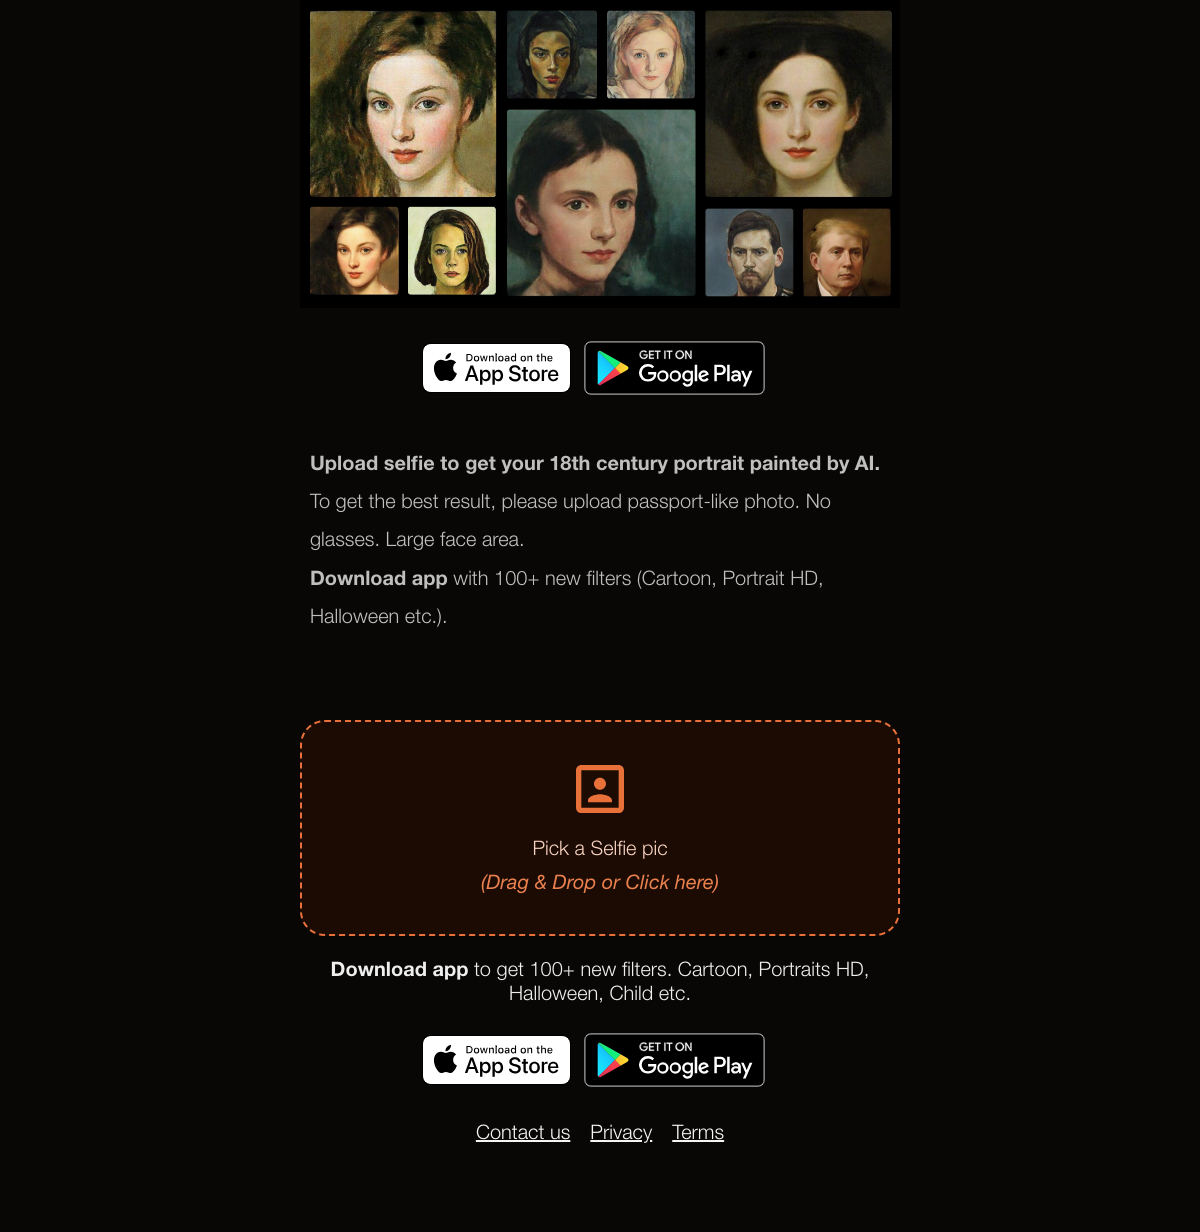 Download on the
App Store
GET IT ON
Google Play
Upload selfie to get your 18th century portrait painted by AI.
To get the best result, please upload passport-like photo. No
glasses. Large face area.
Download app with 100+ new filters (Cartoon, Portrait HD,
Halloween etc.).
Pick a Selfie pic
(Drag & Drop or Click here)
Download app to get 100+ new filters. Cartoon, Portraits HD,
Halloween, Child etc.
Download on the
App Store
GET IT ON
Google Play
Contact us Privacy Terms